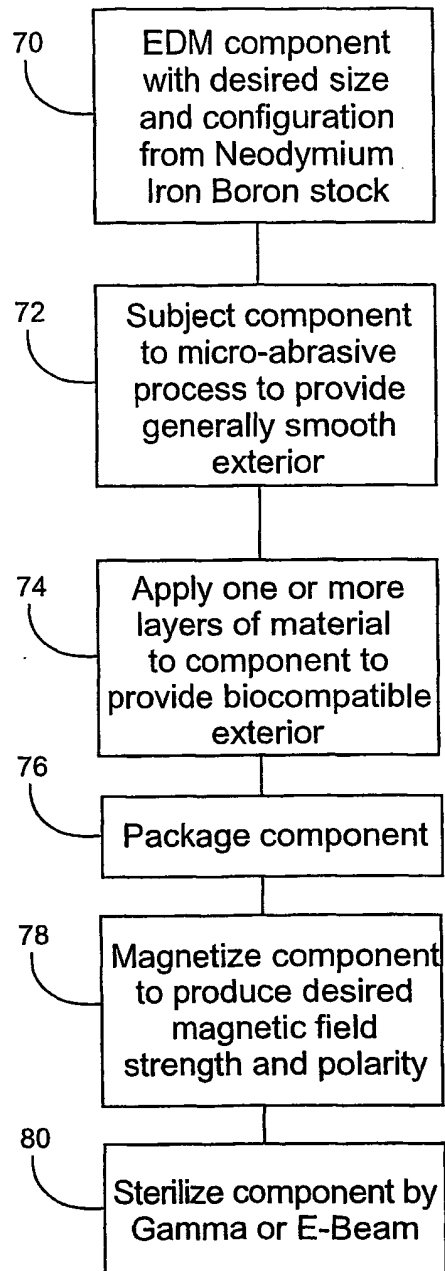 70
EDM component
with desired size
and configuration
from Neodymium
Iron Boron stock
72
Subject component
to micro-abrasive
process to provide
generally smooth
exterior
74
Apply one or more
layers of material
to component to
provide biocompatible
exterior
76
Package component
78
Magnetize component
to produce desired
magnetic field
strength and polarity
80
Sterilize component by
Gamma or E-Beam